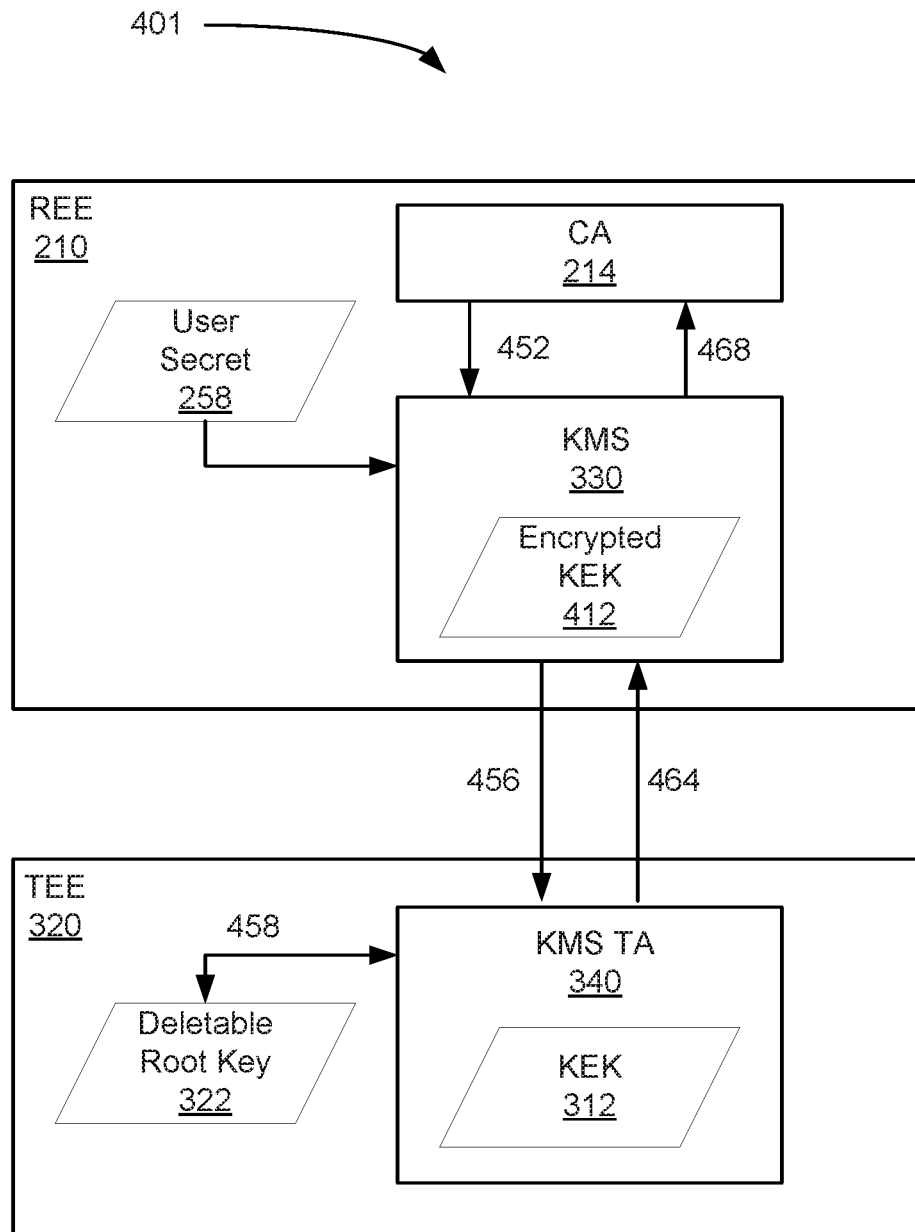 401
REE
210
CA
214
User
Secret
258
452
468
KMS
330
Encrypted
KEK
412
456
464
TEE
320
458
KMS TA
340
Deletable
Root Key
322
KEK
312